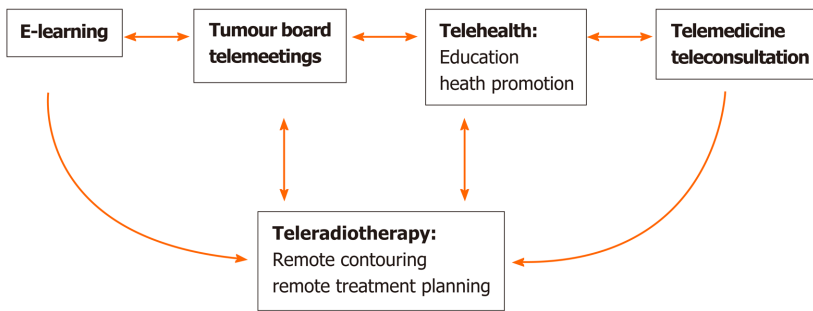 E-learning
Tumour board
telemeetings
Telehealth:
Education
heath promotion
Telemedicine
teleconsultation
Teleradiotherapy:
Remote contouring
remote treatment planning